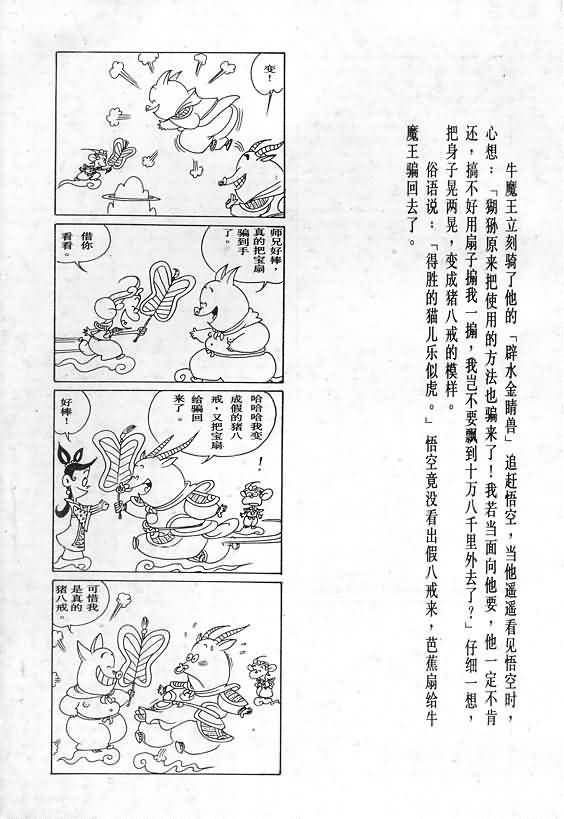 牛魔王立刻骑了他的「辟水金睛兽」追赶悟空，当他遥遥看见悟空时，
心想：「猢狲原来把使用的方法也骗来了！我若当面向他要，他一定不肯
还，搞不好用扇子搧我一搧，我岂不要飘到十万八千里外去了？」仔细一想，
把身子晃两晃，变成猪八戒的模样。
俗语说：「得胜的猫儿乐似虎。」悟空竟没看出假八戒来，芭蕉扇给牛
魔王骗回去了。
变！
师兄好棒，
真的把宝扇
骗到手
了。
借你
看看。
哈哈哈我变
成假的猪八
戒，又把宝扇
给骗回
来了。
！
好棒！
可惜我
是真的
猪八戒。